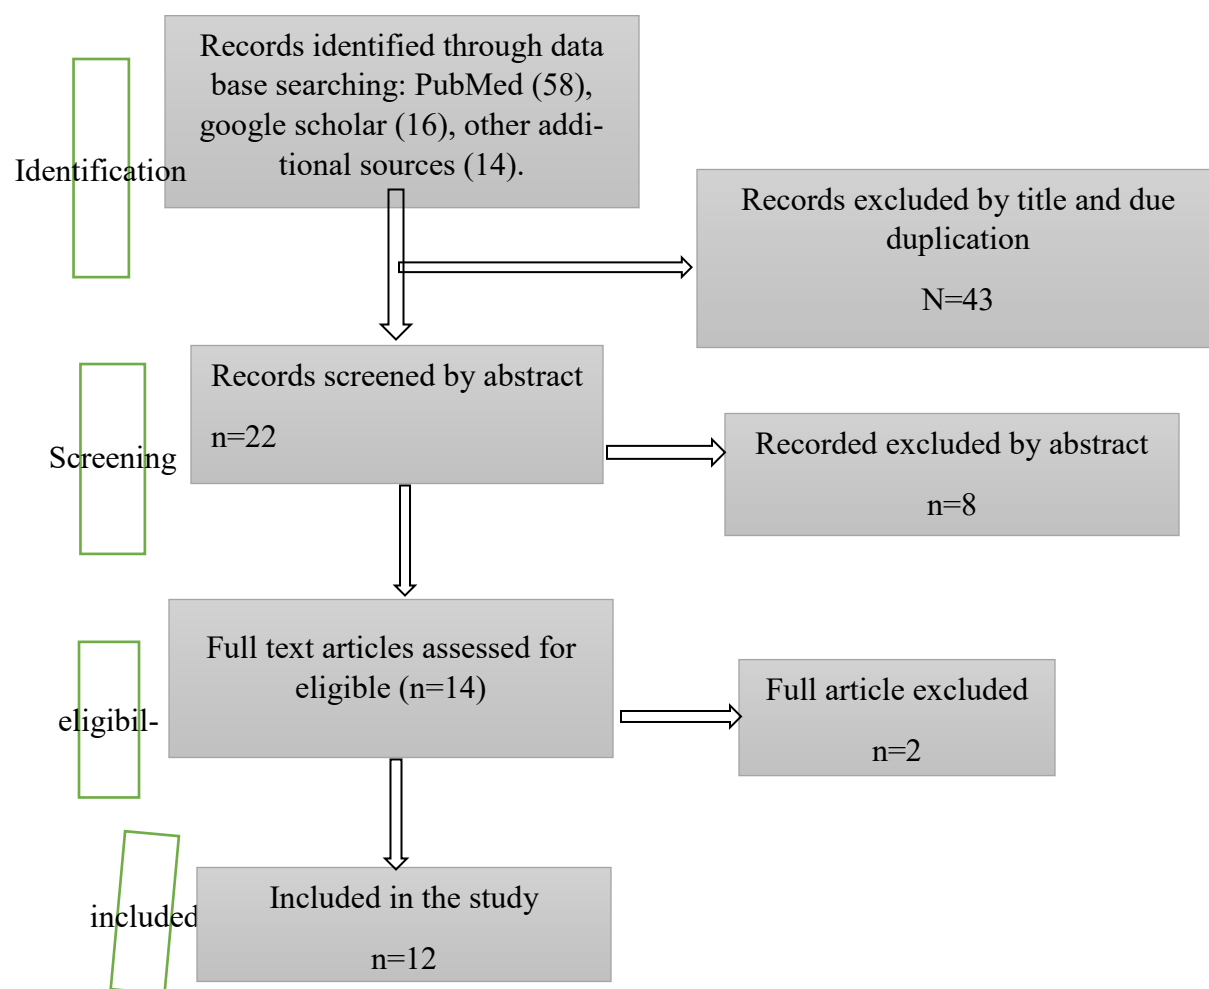 Records identified through data
base searching: PubMed (58),
google scholar (16), other addi-
tional sources (14).
Identification
Records excluded by title and due
duplication
N=43
Records screened by abstract
n=22
Screening
Recorded excluded by abstract
n=8
Full text articles assessed for
eligible (n=14)
eligibil-
Full article excluded
n=2
Included in the study
n=12
included